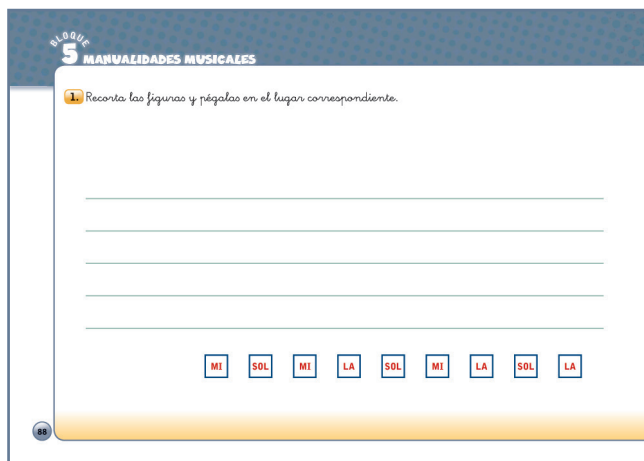 BLOQUE
5 MANUALIDADES MUSICALES
1. Recorta las figuras y pégalas en el lugar correspondiente.
MI SOL MI LA SOL MI LA SOL LA
88